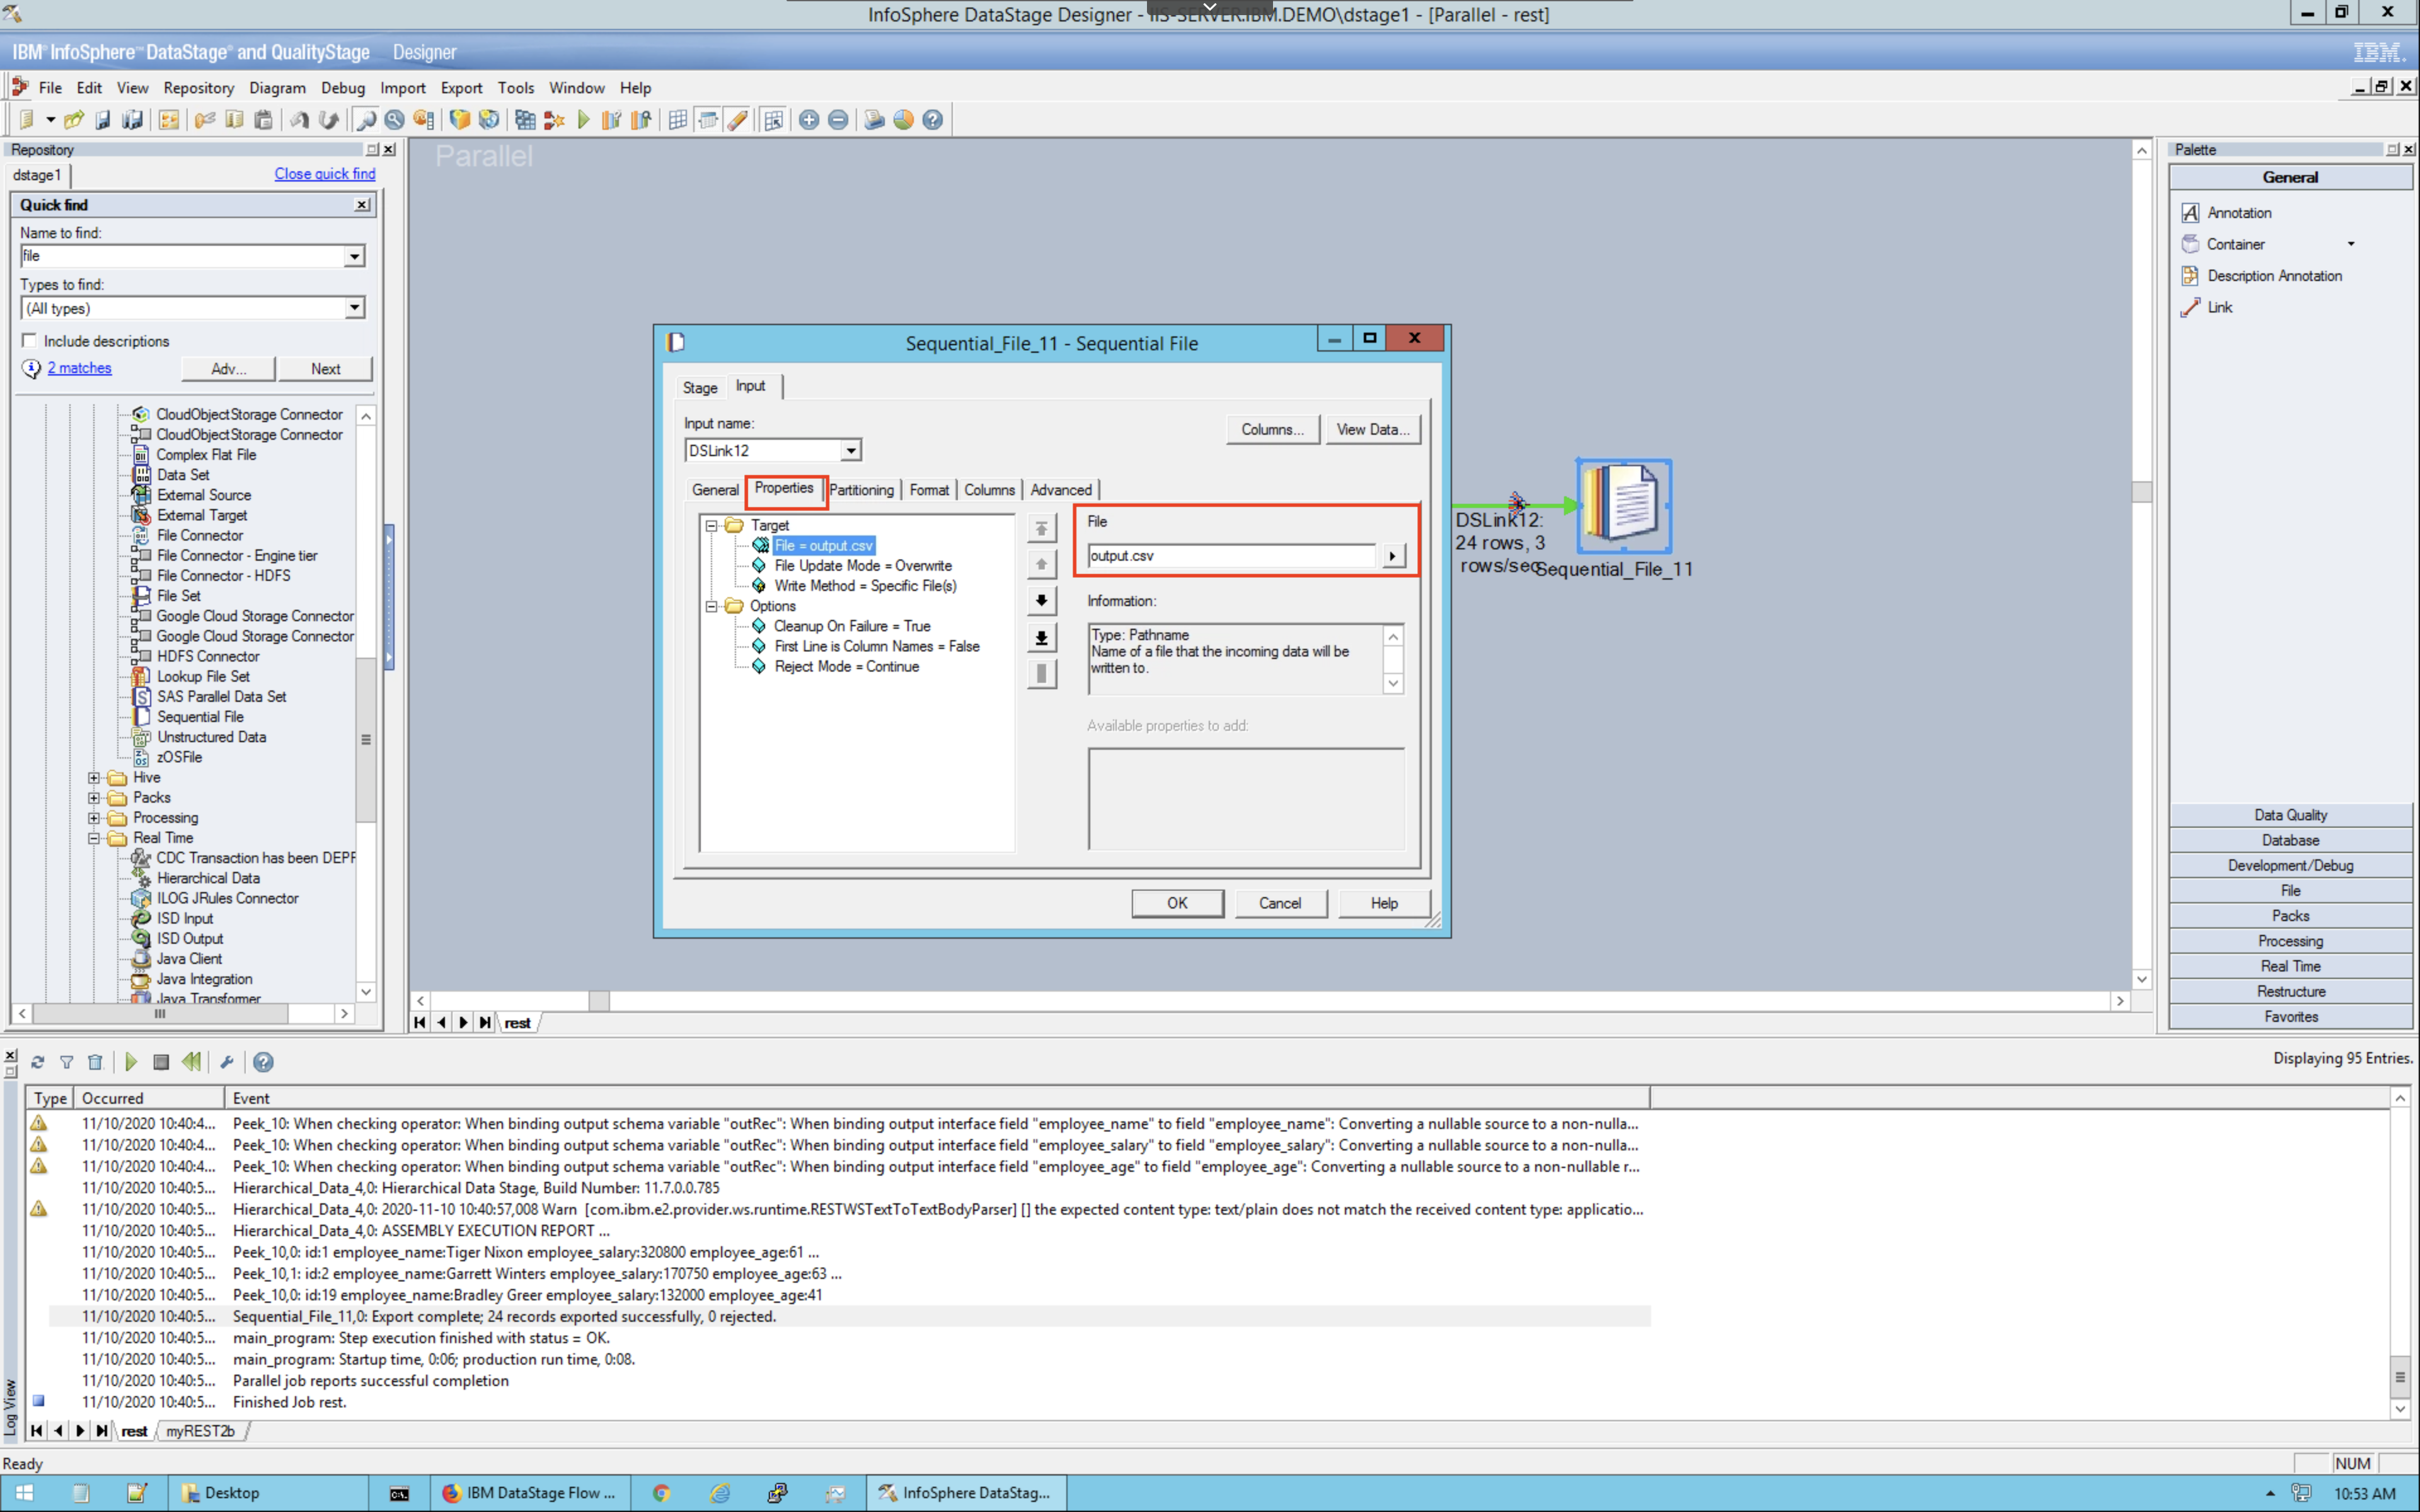 InfoSphere DataStage Designer - IIS-SERVER.IBM.DEMO\dstage1 - [Parallel - rest]
IBM InfoSphere DataStage and QualityStage Designer
IBM.
File Edit View Repository Diagram Debug Import Export Tools Window Help
Repository
dstage1
Close quick find
Quick find
Name to find:
file
Types to find:
(All types)
Include descriptions
2 matches
Adv...
Next
CloudObjectStorage Connector
CloudObjectStorage Connector
Complex Flat File
Data Set
External Source
External Target
File Connector
File Connector - Engine tier
File Connector - HDFS
File Set
Google Cloud Storage Connector
Google Cloud Storage Connector
HDFS Connector
Lookup File Set
SAS Parallel Data Set
Sequential File
Unstructured Data
zOSFile
Hive
Packs
Processing
Real Time
CDC Transaction has been DEPR
Hierarchical Data
ILOG JRules Connector
ISD Input
ISD Output
Java Client
Java Integration
Java Transformer
Parallel
Sequential_File_11 - Sequential File
Stage
Input
Input name:
DSLink12
Columns...
View Data...
General
Properties
Partitioning
Format
Columns
Advanced
Target
File = output.csv
File Update Mode = Overwrite
Write Method = Specific File(s)
Options
Cleanup On Failure = True
First Line is Column Names = False
Reject Mode = Continue
File
output.csv
Information:
Type: Pathname
Name of a file that the incoming data will be
written to.
Available properties to add:
OK
Cancel
Help
DSLink12:
24 rows, 3
rows/sec
Sequential_File_11
rest
Palette
General
Annotation
Container
Description Annotation
Link
Data Quality
Database
Development/Debug
File
Packs
Processing
Real Time
Restructure
Favorites
Displaying 95 Entries.
Type Occurred Event
11/10/2020 10:40:4... Peek_10: When checking operator: When binding output schema variable "outRec": When binding output interface field "employee_name" to field "employee_name": Converting a nullable source to a non-nulla...
11/10/2020 10:40:4... Peek_10: When checking operator: When binding output schema variable "outRec": When binding output interface field "employee_salary" to field "employee_salary": Converting a nullable source to a non-nulla...
11/10/2020 10:40:4... Peek_10: When checking operator: When binding output schema variable "outRec": When binding output interface field "employee_age" to field "employee_age": Converting a nullable source to a non-nullable r...
11/10/2020 10:40:5... Hierarchical_Data_4,0: Hierarchical Data Stage, Build Number: 11.7.0.0.785
11/10/2020 10:40:5... Hierarchical_Data_4,0: 2020-11-10 10:40:57,008 Warn [com.ibm.e2.provider.ws.runtime.RESTWSTextToTextBodyParser] [] the expected content type: text/plain does not match the received content type: applicatio...
11/10/2020 10:40:5... Hierarchical_Data_4,0: ASSEMBLY EXECUTION REPORT ...
11/10/2020 10:40:5... Peek_10,0: id:1 employee_name:Tiger Nixon employee_salary:320800 employee_age:61 ...
11/10/2020 10:40:5... Peek_10,1: id:2 employee_name:Garrett Winters employee_salary:170750 employee_age:63 ...
11/10/2020 10:40:5... Peek_10,0: id:19 employee_name:Bradley Greer employee_salary:132000 employee_age:41
11/10/2020 10:40:5... Sequential_File_11,0: Export complete; 24 records exported successfully, 0 rejected.
11/10/2020 10:40:5... main_program: Step execution finished with status = OK.
11/10/2020 10:40:5... main_program: Startup time, 0:06; production run time, 0:08.
11/10/2020 10:40:5... Parallel job reports successful completion
11/10/2020 10:40:5... Finished Job rest.
Log View
rest
myREST2b
Ready
NUM
Desktop
IBM DataStage Flow ...
InfoSphere DataStag...
10:53 AM